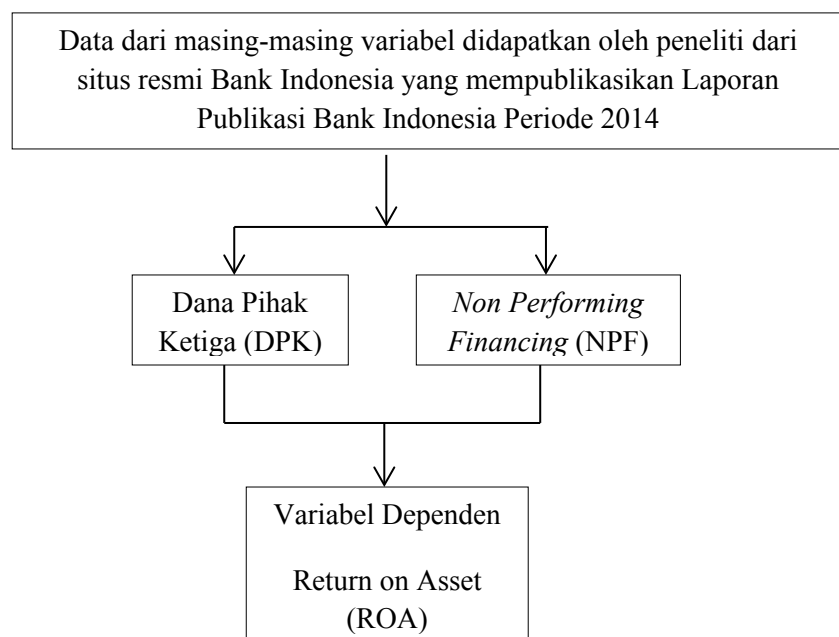 Data dari masing-masing variabel didapatkan oleh peneliti dari
situs resmi Bank Indonesia yang mempublikasikan Laporan
Publikasi Bank Indonesia Periode 2014
Dana Pihak
Ketiga (DPK)
Non Performing
Financing (NPF)
Variabel Dependen
Return on Asset
(ROA)